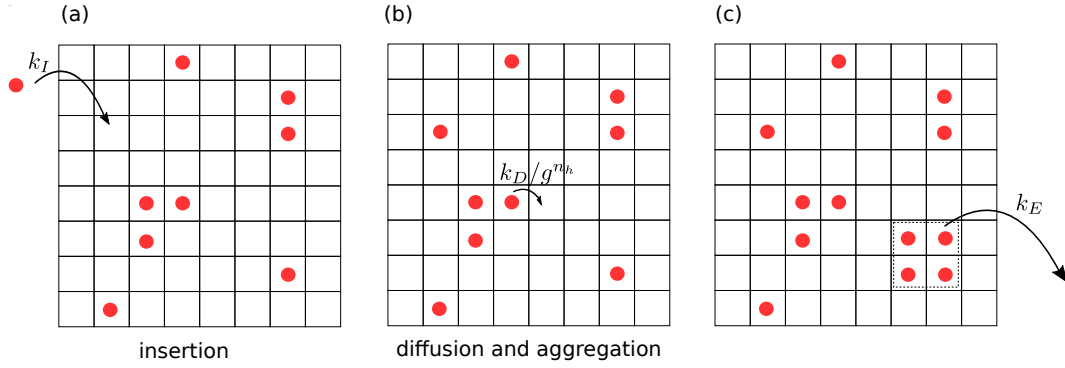 (a)
(b)
(c)
k_I
k_D/g^{n_h}
k_E
insertion
diffusion and aggregation